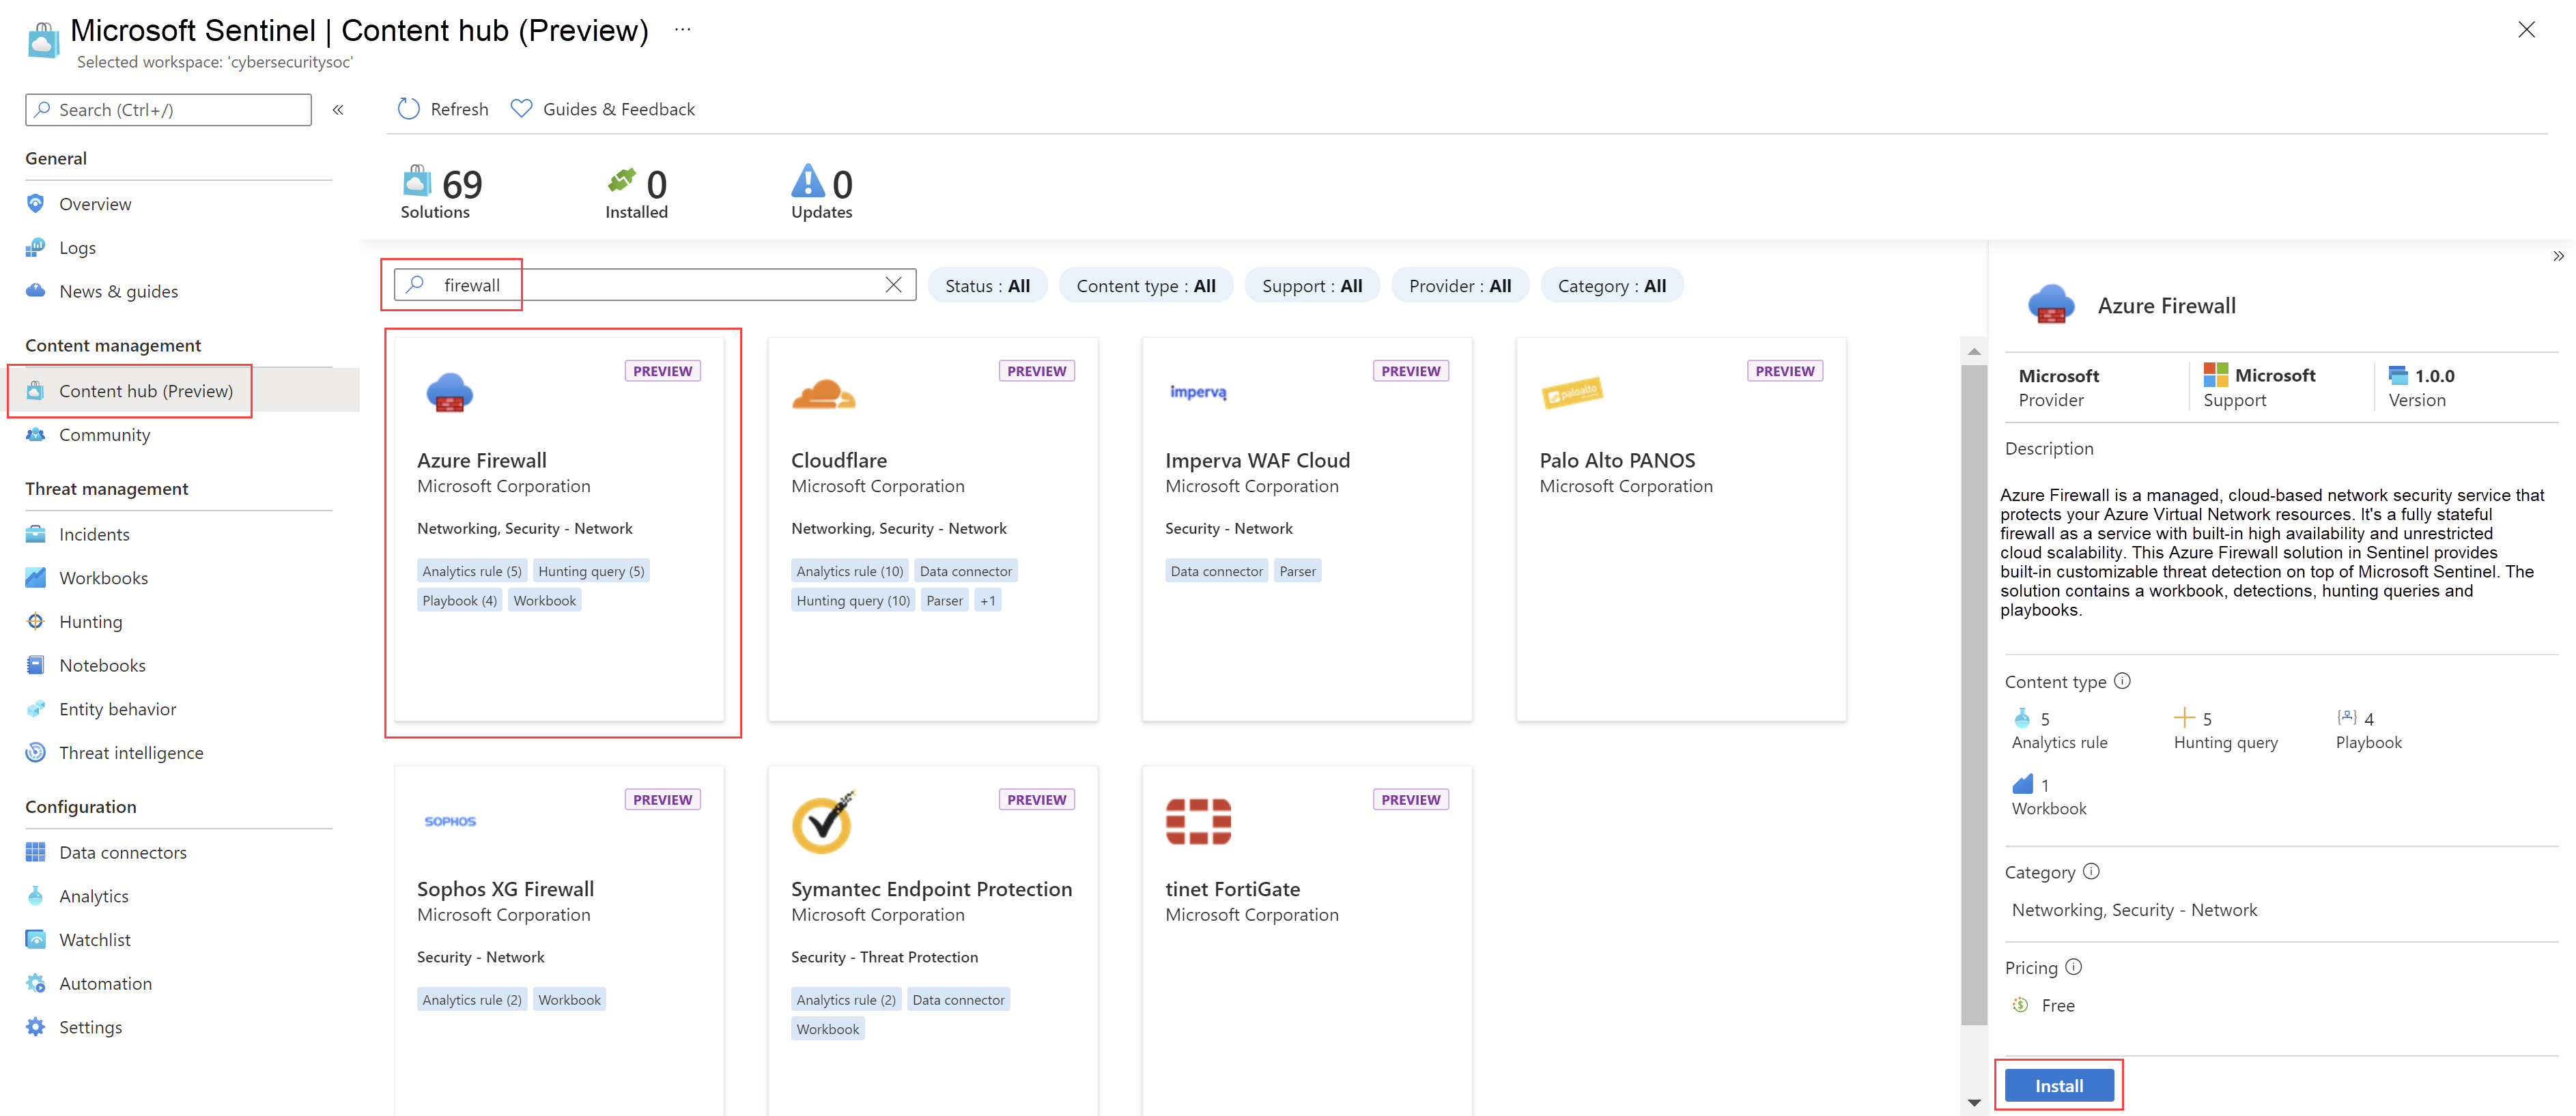 Microsoft Sentinel | Content hub (Preview) ...
Selected workspace: 'cybersecuritysoc'
Search (Ctrl+/)
«
General
Overview
Logs
News & guides
Content management
Content hub (Preview)
Community
Threat management
Incidents
Workbooks
Hunting
Notebooks
Entity behavior
Threat intelligence
Configuration
Data connectors
Analytics
Watchlist
Automation
Settings
Refresh
Guides & Feedback
69
Solutions
0
Installed
0
Updates
firewall
Status : All
Content type : All
Support : All
Provider : All
Category : All
PREVIEW
Azure Firewall
Microsoft Corporation
Networking, Security - Network
Analytics rule (5) Hunting query (5)
Playbook (4) Workbook
PREVIEW
Cloudflare
Microsoft Corporation
Networking, Security - Network
Analytics rule (10) Data connector
Hunting query (10) Parser +1
PREVIEW
imperva
Imperva WAF Cloud
Microsoft Corporation
Security - Network
Data connector Parser
PREVIEW
paloalto
Palo Alto PANOS
Microsoft Corporation
PREVIEW
SOPHOS
Sophos XG Firewall
Microsoft Corporation
Security - Network
Analytics rule (2) Workbook
PREVIEW
Symantec Endpoint Protection
Microsoft Corporation
Security - Threat Protection
Analytics rule (2) Data connector
Workbook
PREVIEW
tinet FortiGate
Microsoft Corporation
»
Azure Firewall
Microsoft
Provider
Microsoft
Support
1.0.0
Version
Description
Azure Firewall is a managed, cloud-based network security service that
protects your Azure Virtual Network resources. It's a fully stateful
firewall as a service with built-in high availability and unrestricted
cloud scalability. This Azure Firewall solution in Sentinel provides
built-in customizable threat detection on top of Microsoft Sentinel. The
solution contains a workbook, detections, hunting queries and
playbooks.
Content type
5
Analytics rule
5
Hunting query
4
Playbook
1
Workbook
Category
Networking, Security - Network
Pricing
Free
Install